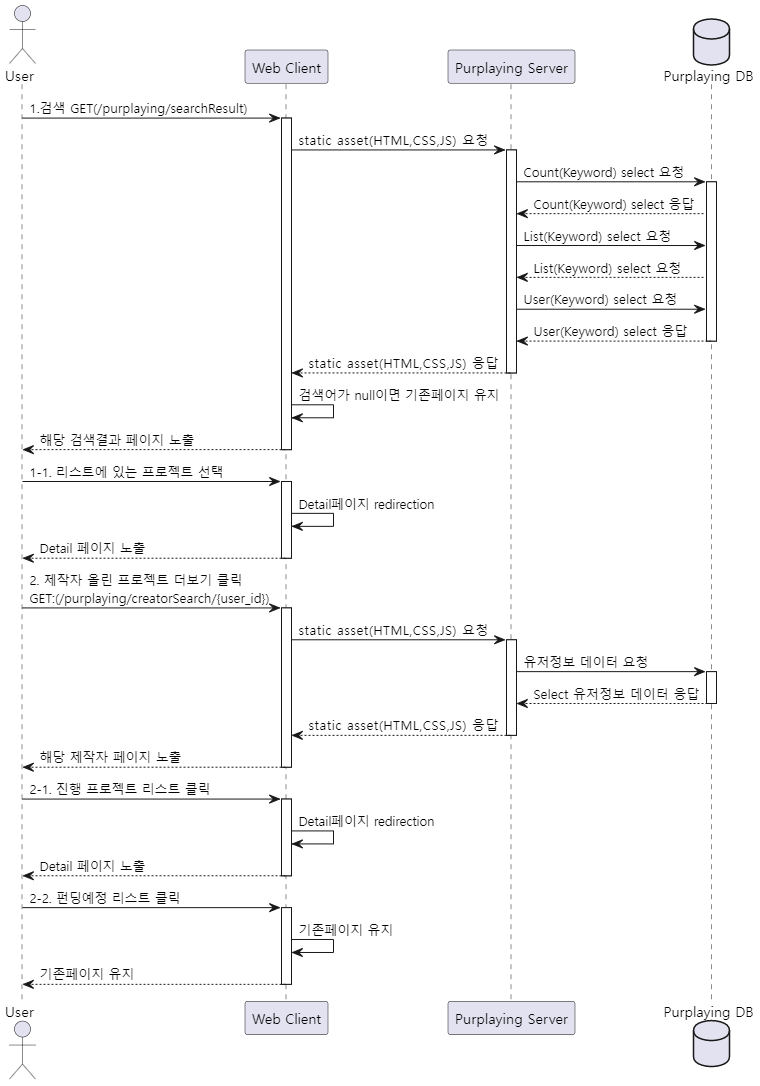 User
Web Client
Purplaying Server
Purplaying DB
1.검색 GET(/purplaying/searchResult)
static asset(HTML,CSS,JS) 요청
Count(Keyword) select 요청
Count(Keyword) select 응답
List(Keyword) select 요청
List(Keyword) select 요청
User(Keyword) select 요청
User(Keyword) select 응답
static asset(HTML,CSS,JS) 응답
검색어가 null이면 기존페이지 유지
해당 검색결과 페이지 노출
1-1. 리스트에 있는 프로젝트 선택
Detail페이지 redirection
Detail 페이지 노출
2. 제작자 올린 프로젝트 더보기 클릭
GET:(/purplaying/creatorSearch/{user_id})
static asset(HTML,CSS,JS) 요청
유저정보 데이터 요청
Select 유저정보 데이터 응답
static asset(HTML,CSS,JS) 응답
해당 제작자 페이지 노출
2-1. 진행 프로젝트 리스트 클릭
Detail페이지 redirection
Detail 페이지 노출
2-2. 펀딩예정 리스트 클릭
기존페이지 유지
기존페이지 유지
User
Web Client
Purplaying Server
Purplaying DB